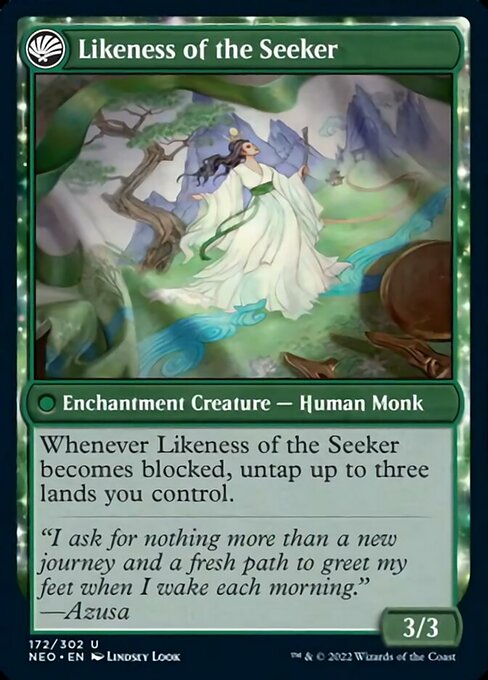 Likeness of the Seeker
Enchantment Creature — Human Monk
Whenever Likeness of the Seeker
becomes blocked, untap up to three
lands you control.
“I ask for nothing more than a new
journey and a fresh path to greet my
feet when I wake each morning.”
—Azusa
3/3
172/302 U
NEO • EN Lindsey Look
™ & © 2022 Wizards of the Coast